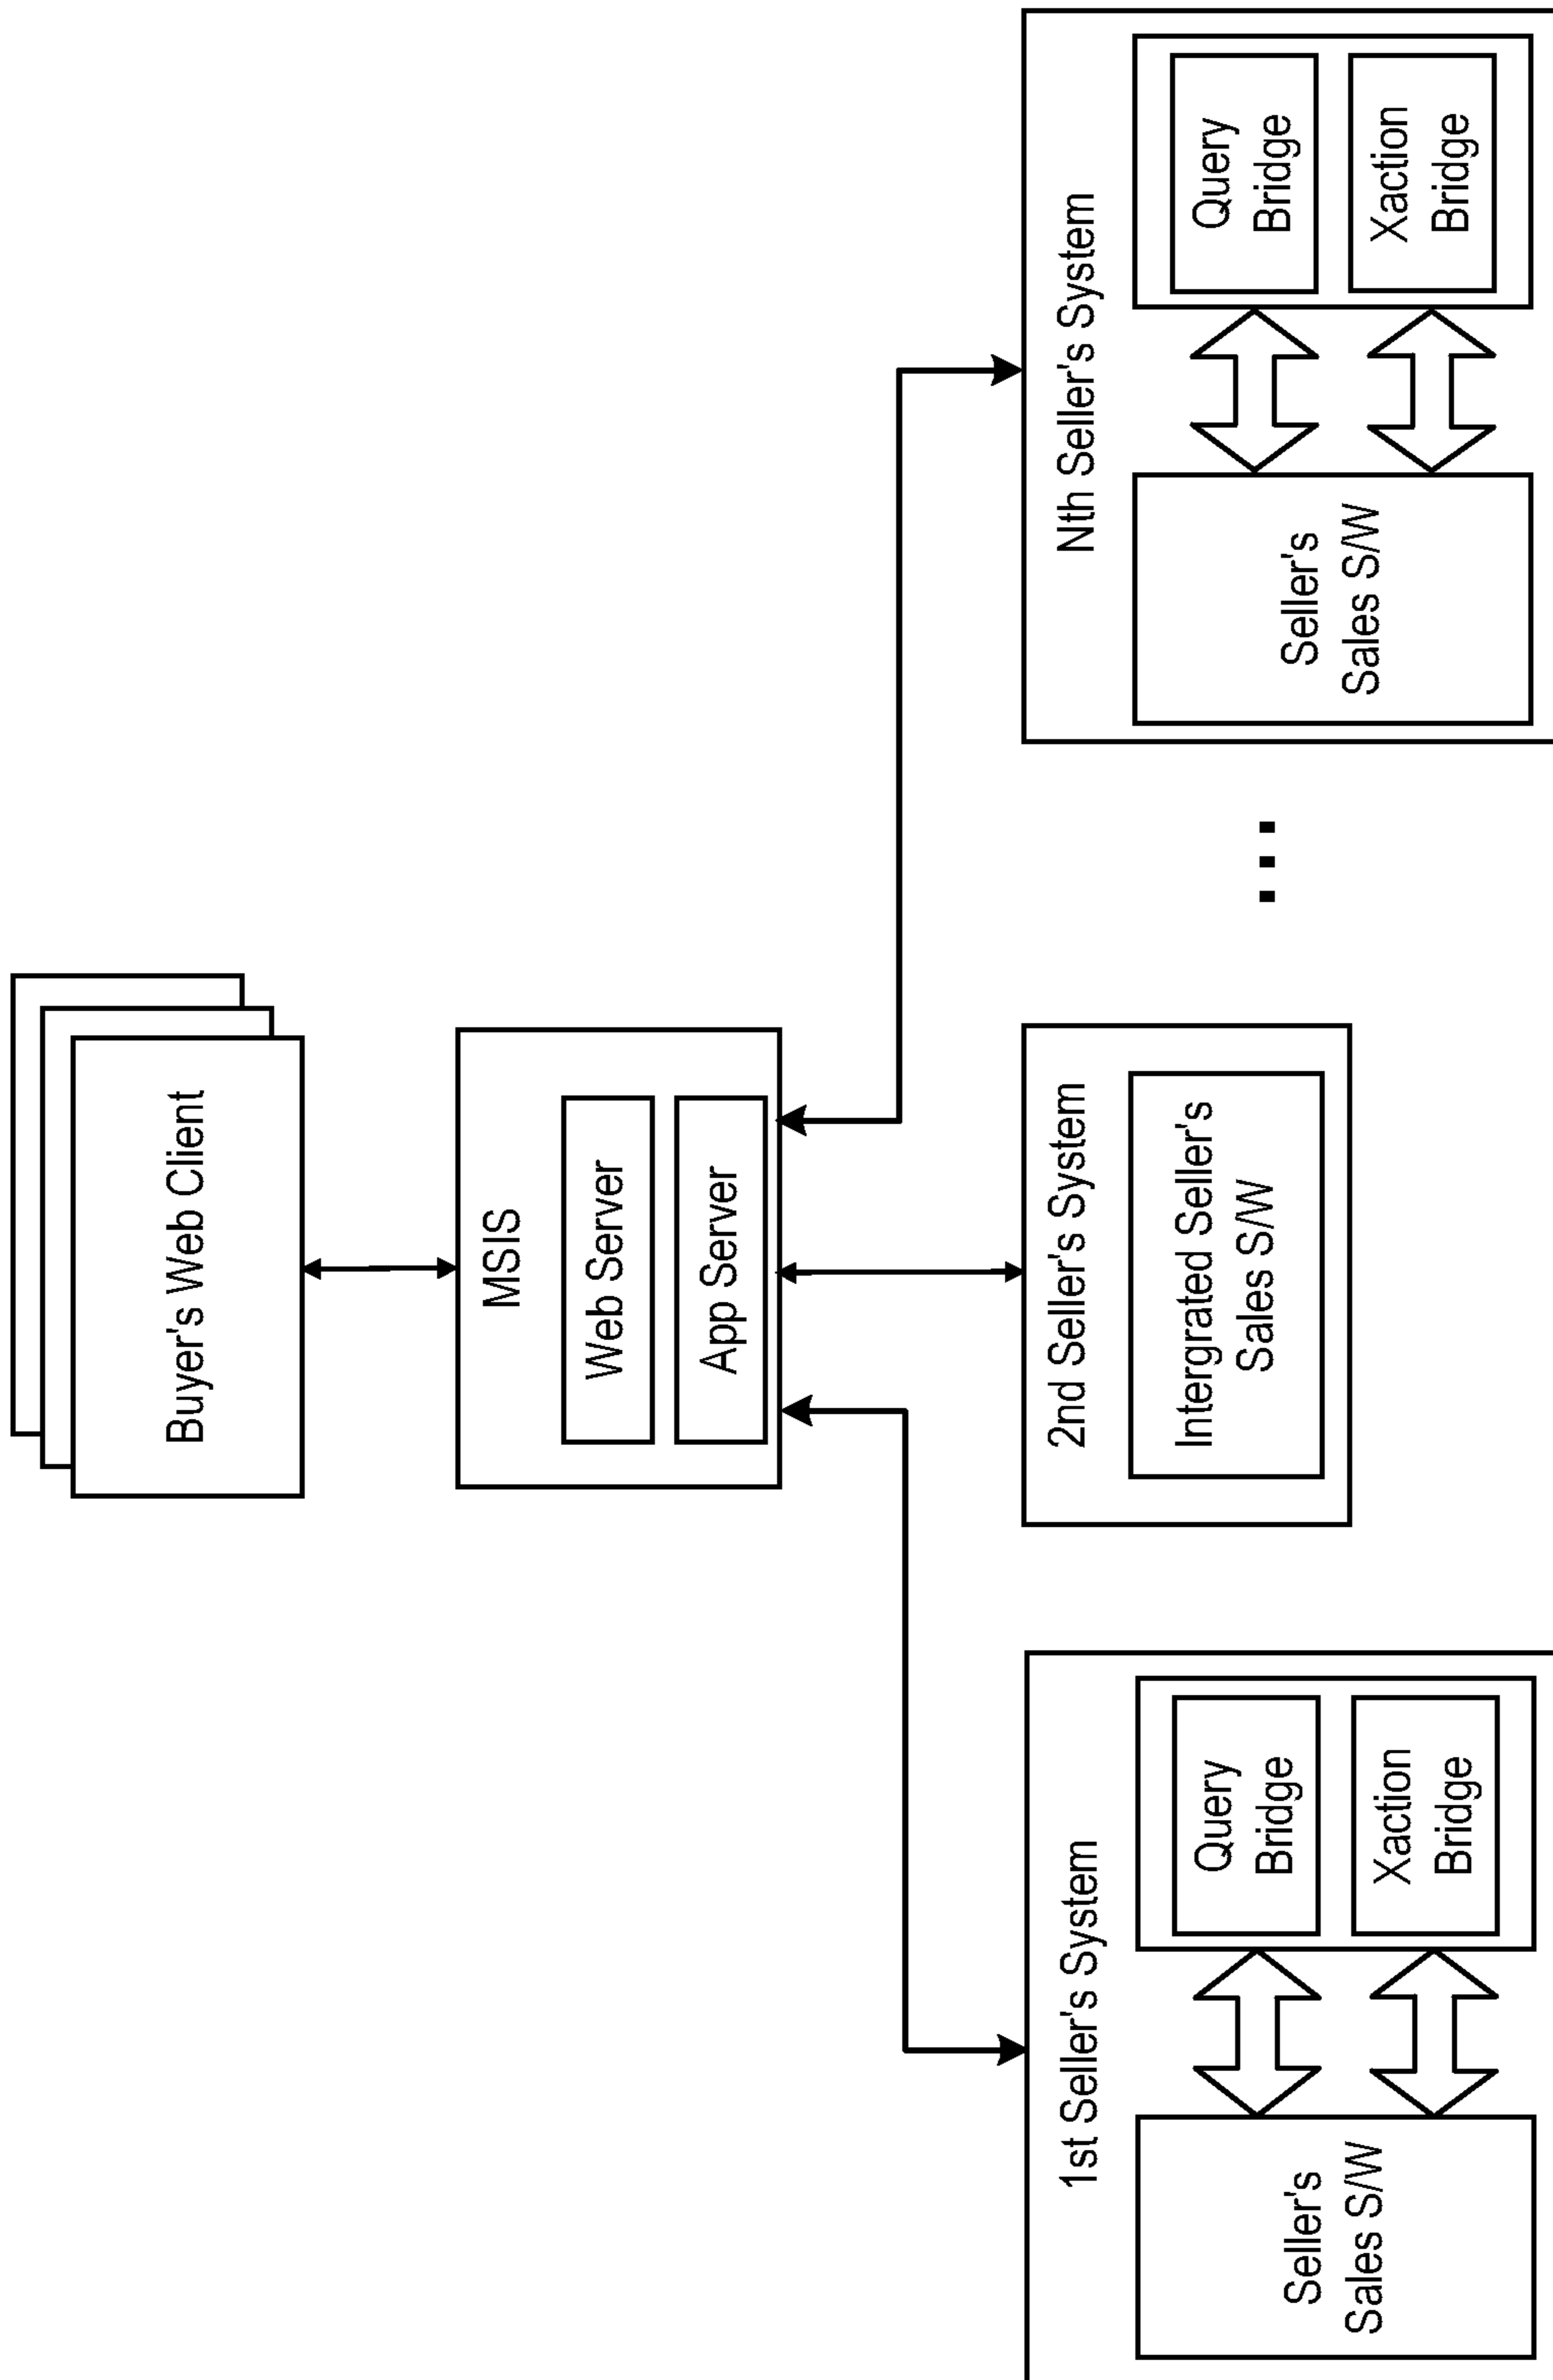 Buyer's Web Client
MSIS
Web Server
App Server
1st Seller's System
Seller's
Sales S/W
Query
Bridge
Xaction
Bridge
2nd Seller's System
Intergrated Seller's
Sales S/W
...
Nth Seller's System
Seller's
Sales S/W
Query
Bridge
Xaction
Bridge